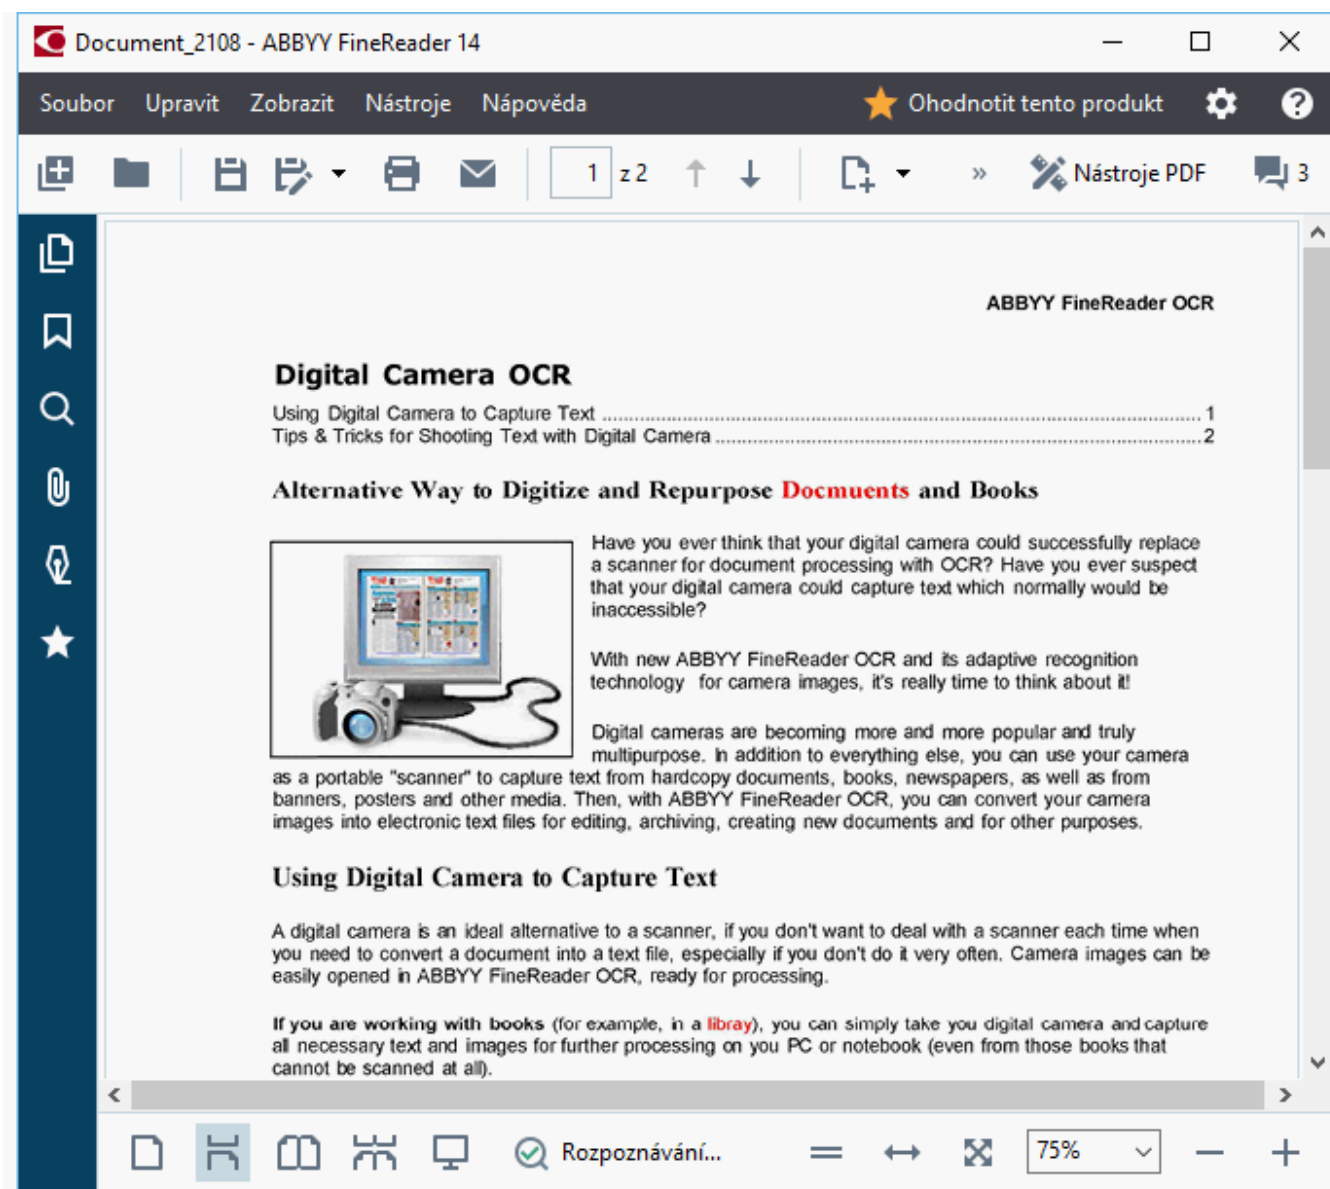 Document_2108 - ABBYY FineReader 14
Soubor Upravit Zobrazit Nástroje Nápověda Ohodnotit tento produkt
1 z 2 Nástroje PDF 3
ABBYY FineReader OCR
Digital Camera OCR
Using Digital Camera to Capture Text ........................................ 1
Tips & Tricks for Shooting Text with Digital Camera ........................................ 2
Alternative Way to Digitize and Repurpose Docmuents and Books
Have you ever think that your digital camera could successfully replace
a scanner for document processing with OCR? Have you ever suspect
that your digital camera could capture text which normally would be
inaccessible?
With new ABBYY FineReader OCR and its adaptive recognition
technology for camera images, it's really time to think about it!
Digital cameras are becoming more and more popular and truly
multipurpose. In addition to everything else, you can use your camera
as a portable "scanner" to capture text from hardcopy documents, books, newspapers, as well as from
banners, posters and other media. Then, with ABBYY FineReader OCR, you can convert your camera
images into electronic text files for editing, archiving, creating new documents and for other purposes.
Using Digital Camera to Capture Text
A digital camera is an ideal alternative to a scanner, if you don't want to deal with a scanner each time when
you need to convert a document into a text file, especially if you don't do it very often. Camera images can be
easily opened in ABBYY FineReader OCR, ready for processing.
If you are working with books (for example, in a libray), you can simply take you digital camera and capture
all necessary text and images for further processing on you PC or notebook (even from those books that
cannot be scanned at all).
Rozpoznávání... 75%